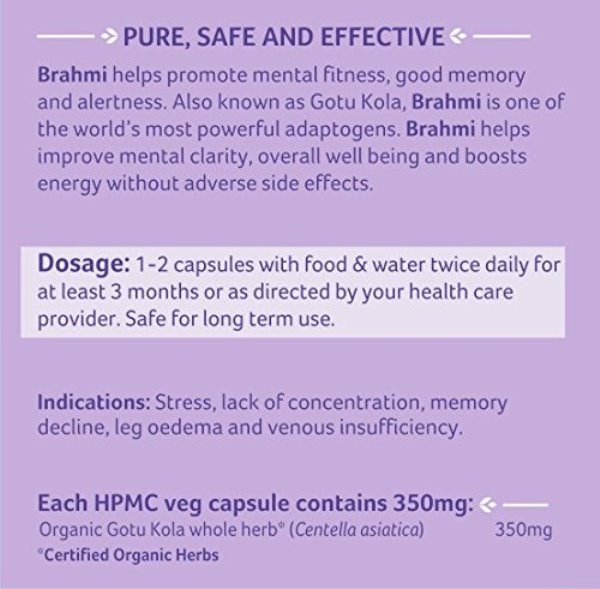 PURE, SAFE AND EFFECTIVE
Brahmi helps promote mental fitness, good memory
and alertness. Also known as Gotu Kola, Brahmi is one of
the world's most powerful adaptogens. Brahmi helps
improve mental clarity, overall well being and boosts
energy without adverse side effects.
Dosage: 1-2 capsules with food & water twice daily for
at least 3 months or as directed by your health care
provider. Safe for long term use.
Indications: Stress, lack of concentration, memory
decline, leg oedema and venous insufficiency.
Each HPMC veg capsule contains 350mg:
Organic Gotu Kola whole herb* (Centella asiatica) 350mg
*Certified Organic Herbs